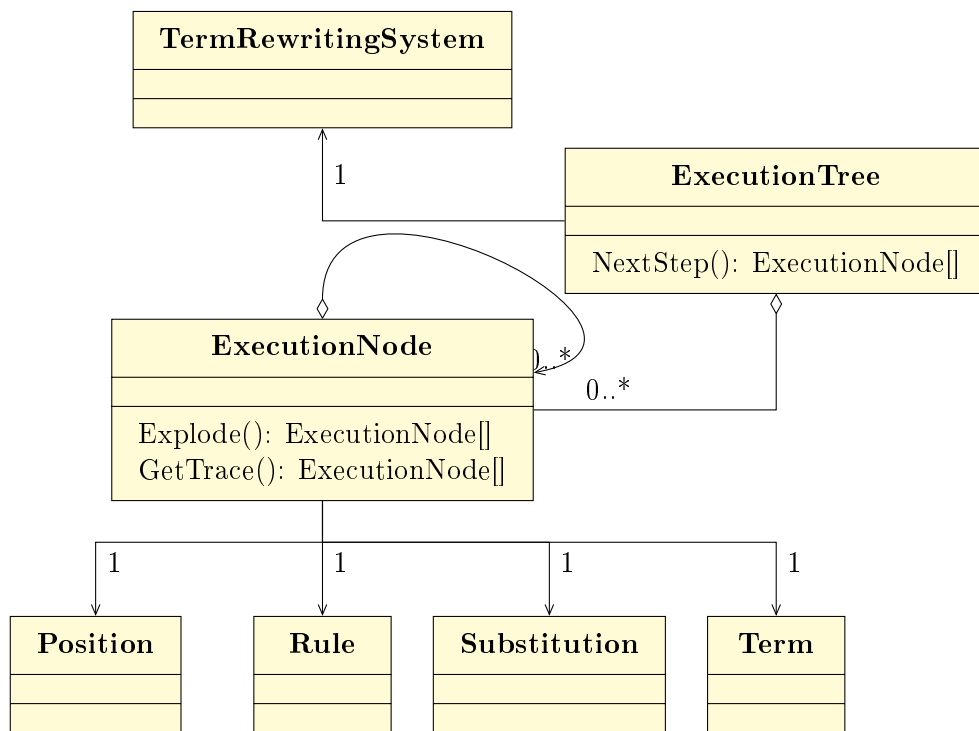 TermRewritingSystem
1
ExecutionTree
NextStep(): ExecutionNode[]
ExecutionNode
0..*
0..*
Explode(): ExecutionNode[]
GetTrace(): ExecutionNode[]
1
1
1
1
Position
Rule
Substitution
Term